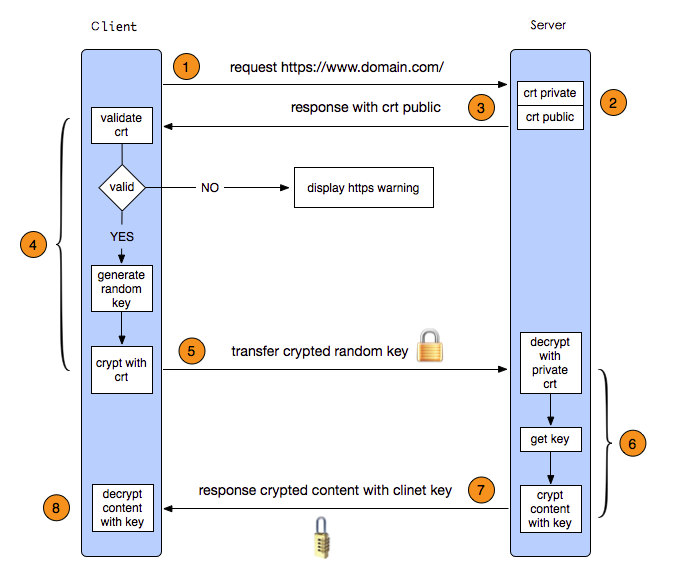 Client
Server
1
request https://www.domain.com/
crt private
crt public
2
response with crt public
3
validate
crt
valid
NO
display https warning
YES
4
generate
random
key
crypt with
crt
5
transfer crypted random key
decrypt
with
private
crt
get key
6
crypt
content
with key
7
response crypted content with clinet key
8
decrypt
content
with key